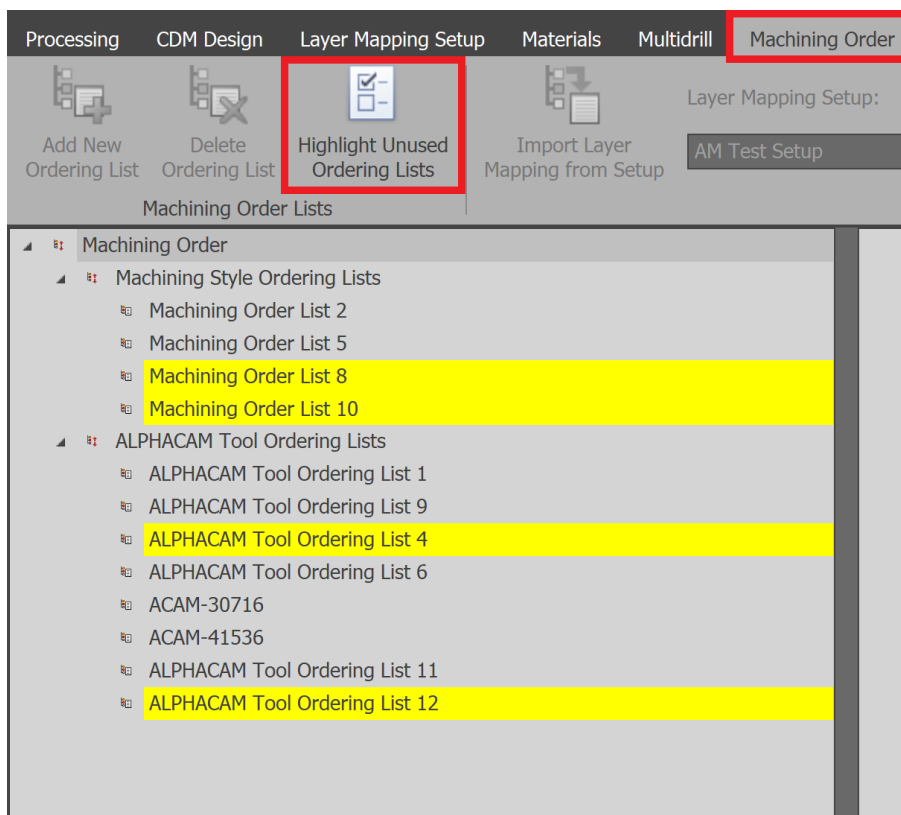 Processing CDM Design Layer Mapping Setup Materials Multidrill Machining Order
Add New
Ordering List
Delete
Ordering List
Highlight Unused
Ordering Lists
Import Layer
Mapping from Setup
Layer Mapping Setup:
AM Test Setup
Machining Order Lists
Machining Order
Machining Style Ordering Lists
Machining Order List 2
Machining Order List 5
Machining Order List 8
Machining Order List 10
ALPHACAM Tool Ordering Lists
ALPHACAM Tool Ordering List 1
ALPHACAM Tool Ordering List 9
ALPHACAM Tool Ordering List 4
ALPHACAM Tool Ordering List 6
ACAM-30716
ACAM-41536
ALPHACAM Tool Ordering List 11
ALPHACAM Tool Ordering List 12